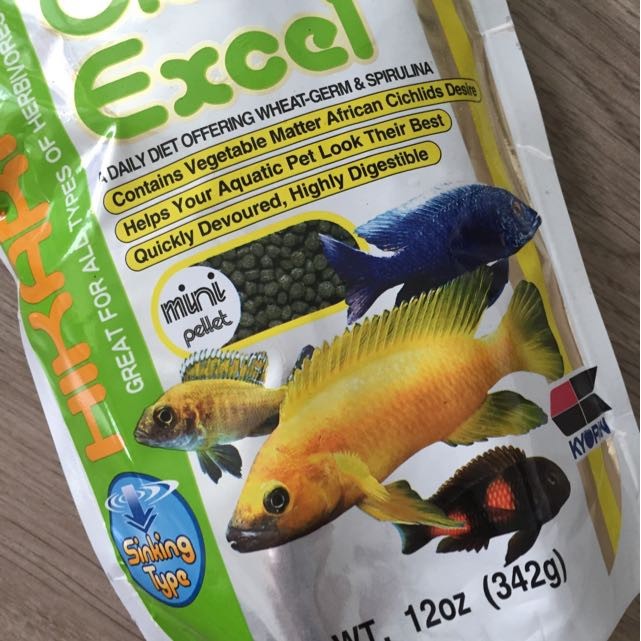 Excel
A DAILY DIET OFFERING WHEAT-GERM & SPIRULINA
Contains Vegetable Matter African Cichlids Desire
Helps Your Aquatic Pet Look Their Best
Quickly Devoured, Highly Digestible
mini
pellet
HIKARI
GREAT FOR ALL TYPES OF HERBIVORES
KYORIN
Sinking
Type
WT. 12oz (342g)